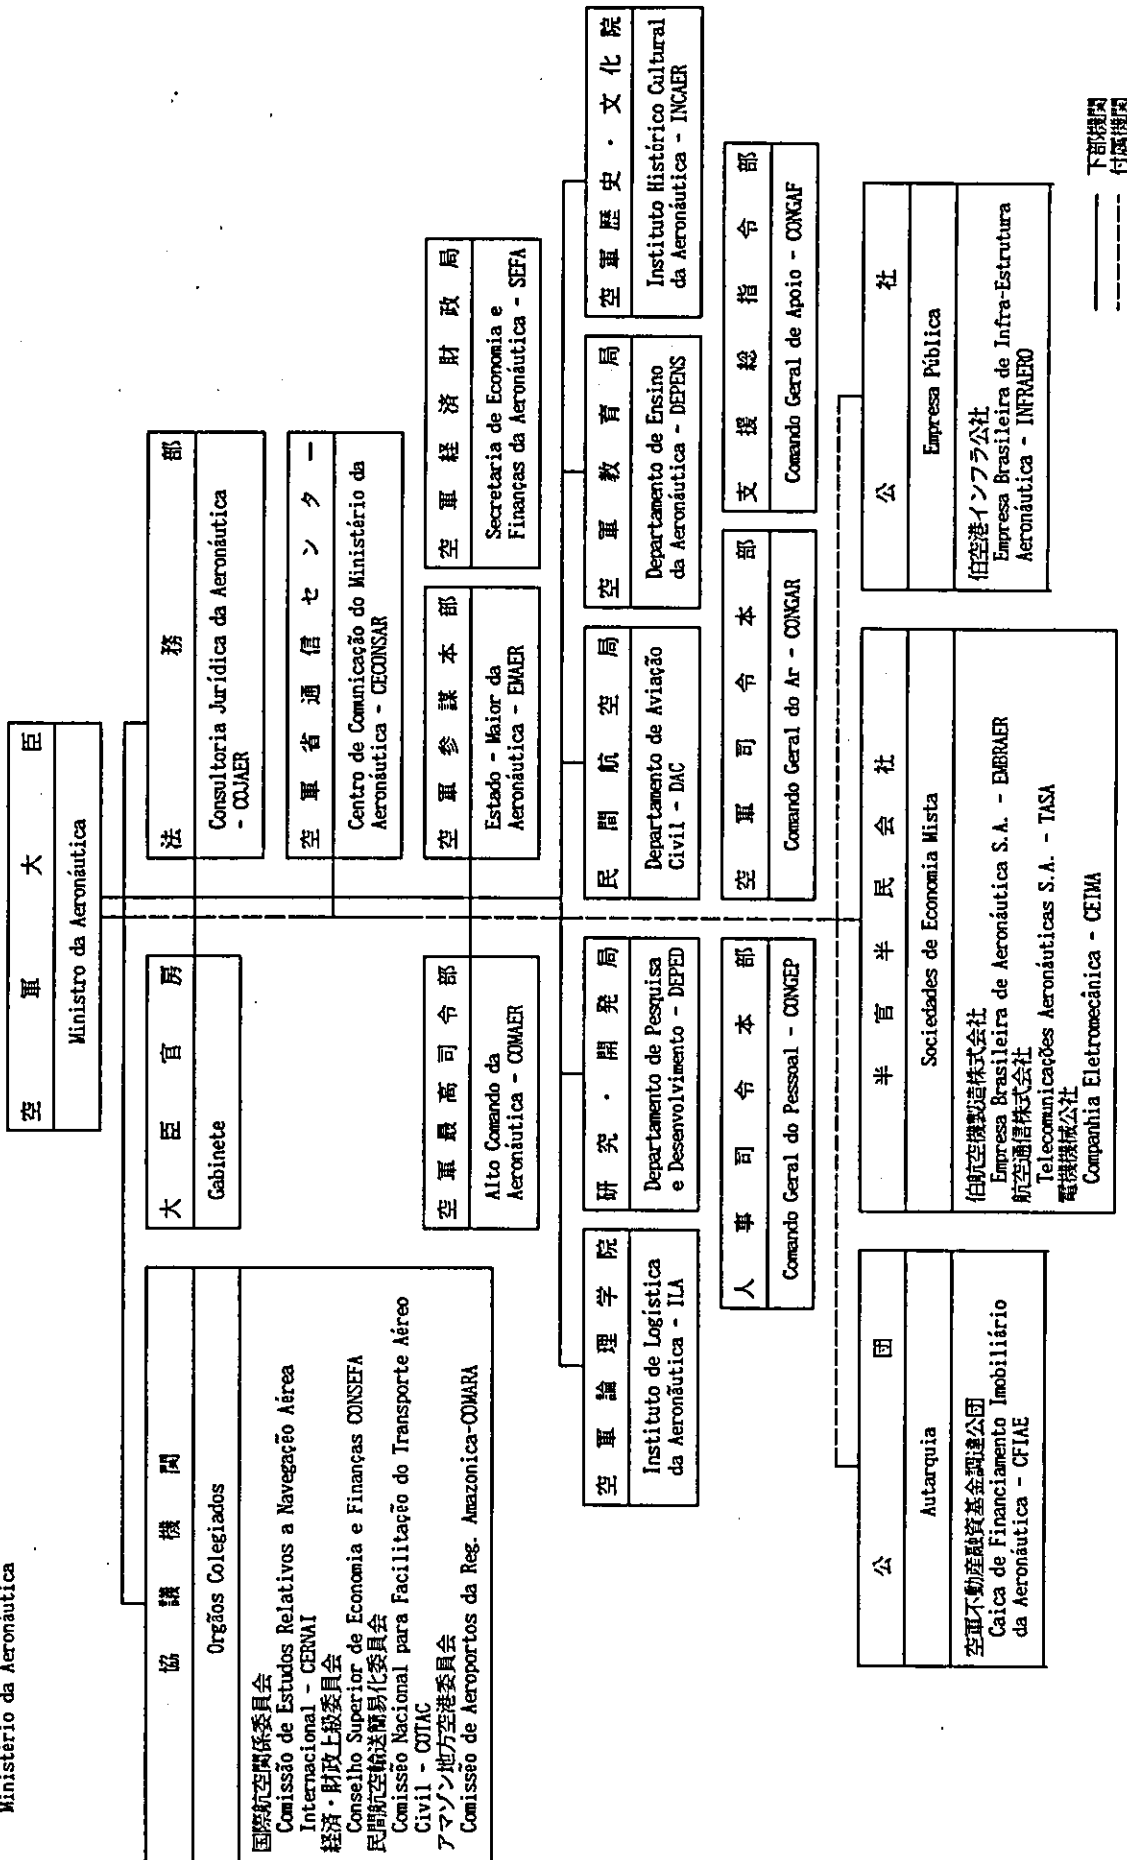 Ministério da Aeronáutica
空軍大臣
Ministro da Aeronáutica
協議機関
Orgãos Colegiados
国際航空関係委員会
Comissão de Estudos Relativos a Navegação Aérea
Internacional - CERNAI
経済・財政上級委員会
Conselho Superior de Economia e Finanças CONSEFA
民間航空輸送簡易化委員会
Comissão Nacional para Facilitação do Transporte Aéreo
Civil - COTAC
アマゾン地方空港委員会
Comissão de Aeroportos da Reg. Amazonica-COMARA
大臣官房
Gabinete
法務部
Consultoria Jurídica da Aeronáutica
- COJAER
空軍省通信センター
Centro de Comunicação do Ministério da
Aeronáutica - CECONSAR
空軍最高司令部
Alto Comando da
Aeronáutica - COMAER
空軍参謀本部
Estado - Maior da
Aeronáutica - EMAER
空軍経済財政局
Secretaria de Economia e
Finanças da Aeronáutica - SEFA
空軍論理学院
Instituto de Logística
da Aeronáutica - ILA
研究・開発局
Departamento de Pesquisa
e Desenvolvimento - DEPED
民間航空局
Departamento de Aviação
Civil - DAC
空軍教育局
Departamento de Ensino
da Aeronáutica - DEPENS
空軍歴史・文化院
Instituto Histórico Cultural
da Aeronáutica - INCAER
人事司令本部
Comando Geral do Pessoal - CONGEP
空軍司令本部
Comando Geral do Ar - CONGAR
支援総指令部
Comando Geral de Apoio - CONGAF
公団
Autarquia
空軍不動産融資基金調達公団
Caica de Financiamento Imobiliário
da Aeronáutica - CFIAE
半官半民会社
Sociedades de Economia Mista
伯航空機製造株式会社
Empresa Brasileira de Aeronáutica S.A. - EMBRAER
航空通信株式会社
Telecomunicações Aeronáuticas S.A. - TASA
電機機械公社
Companhia Eletromecânica - CEIMA
公社
Empresa Pública
伯空港インフラ公社
Empresa Brasileira de Infra-Estrutura
Aeronáutica - INFRAERO
下部機関
付属機関